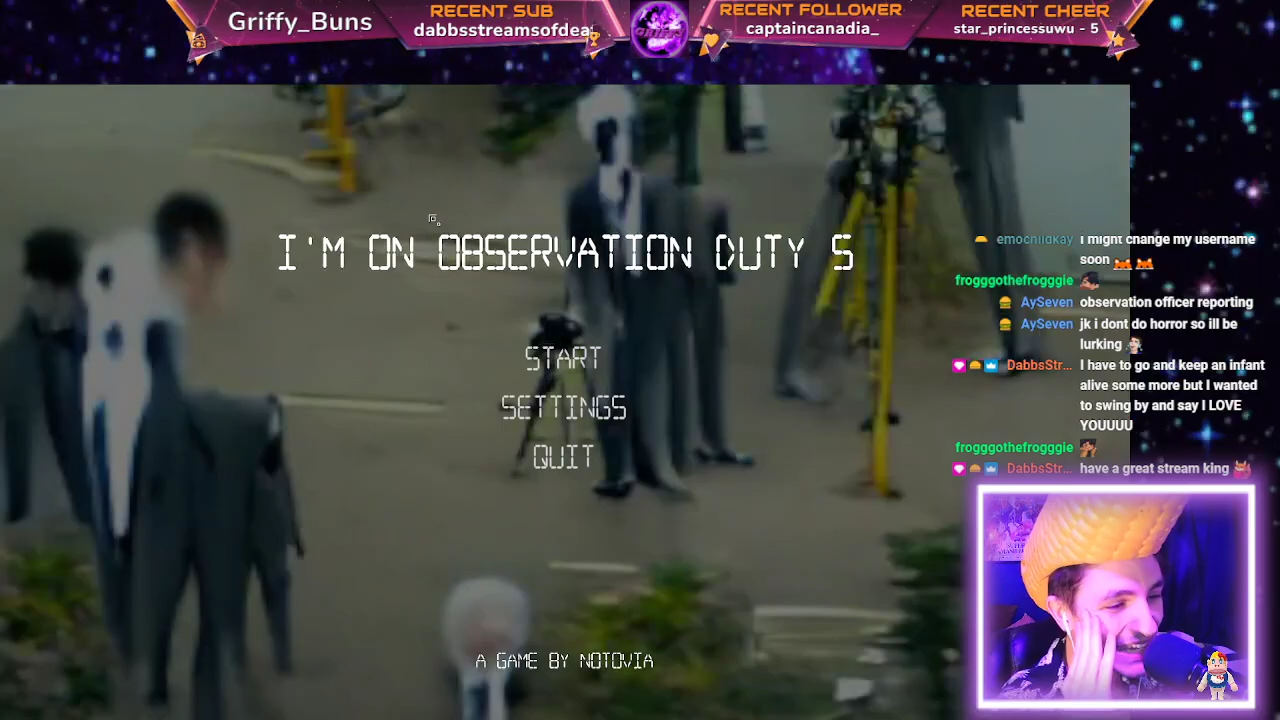 Griffy_Buns
RECENT SUB
dabbsstreamsofdea
RECENT FOLLOWER
captaincanadia_
RECENT CHEER
star_princessuwu - 5
I'M ON OBSERVATION DUTY 5
START
SETTINGS
QUIT
A GAME BY NOTOVIA
emochildkay i might change my username
soon
frogggothefrogggie
AySeven observation officer reporting
AySeven jk i dont do horror so ill be
lurking
DabbsStr... I have to go and keep an infant
alive some more but I wanted
to swing by and say I LOVE
YOUUUU
frogggothefrogggie
DabbsStr... have a great stream king